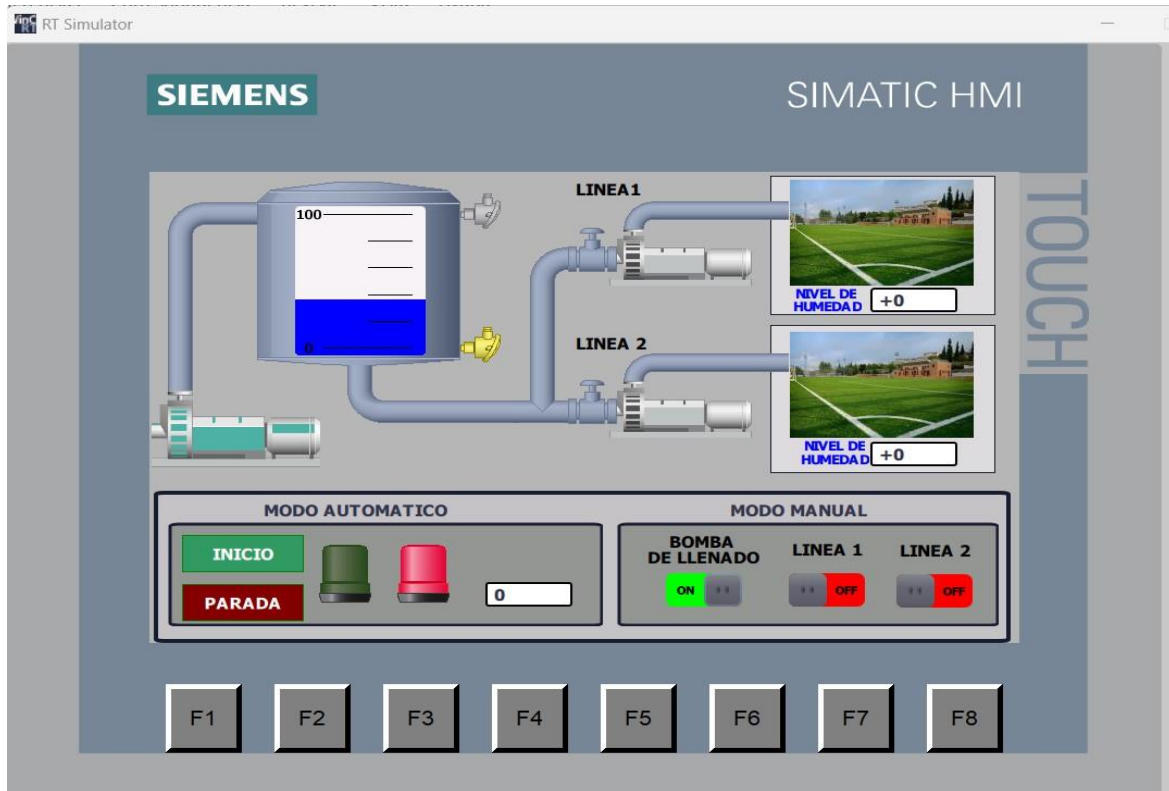 RT Simulator
SIEMENS
SIMATIC HMI
TOUCH
LINEA1
100
0
NIVEL DE
HUMEDAD
+0
LINEA 2
NIVEL DE
HUMEDAD
+0
MODO AUTOMATICO
INICIO
PARADA
0
MODO MANUAL
BOMBA
DE LLENADO
LINEA 1
LINEA 2
ON
OFF
OFF
F1
F2
F3
F4
F5
F6
F7
F8